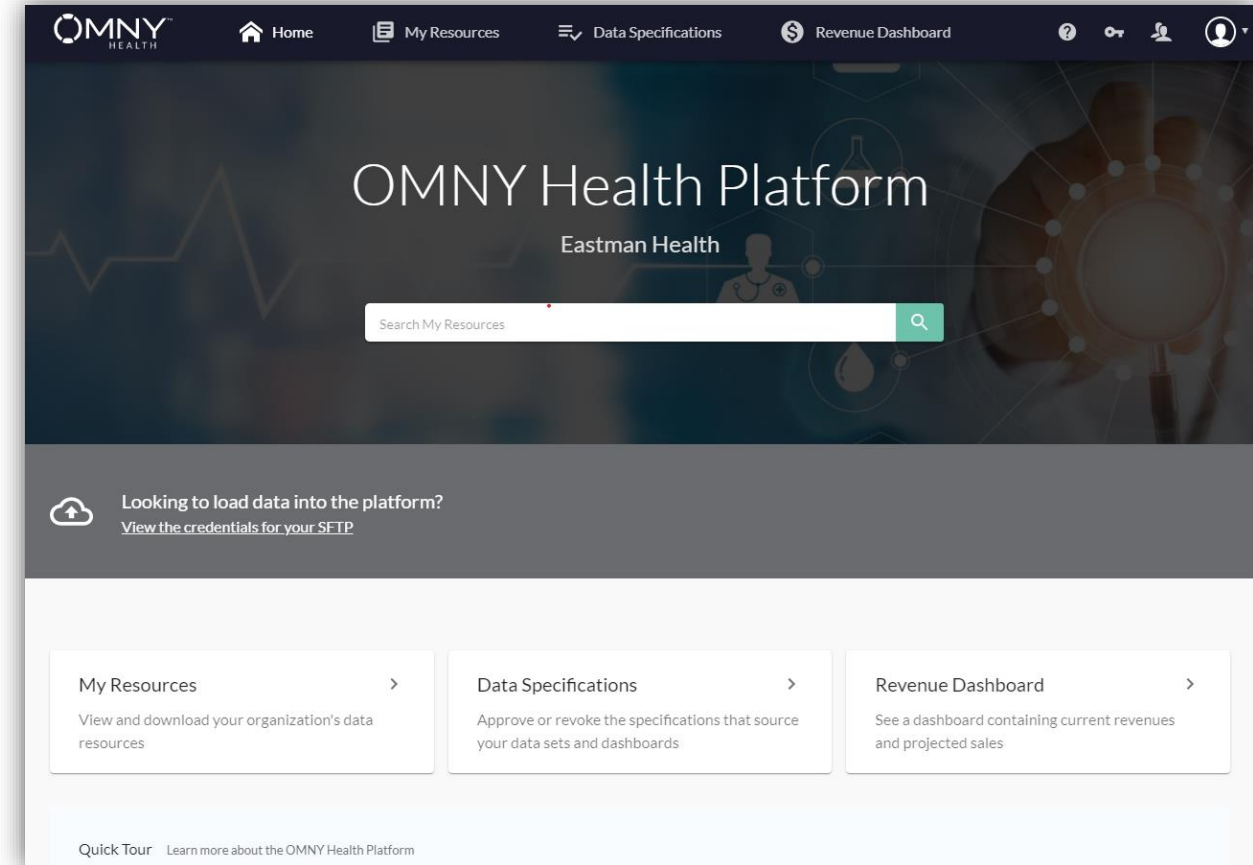 OMNY™
HEALTH
Home
My Resources
Data Specifications
Revenue Dashboard
OMNY Health Platform
Eastman Health
Search My Resources
Looking to load data into the platform?
View the credentials for your SFTP
My Resources
View and download your organization's data
resources
Data Specifications
Approve or revoke the specifications that source
your data sets and dashboards
Revenue Dashboard
See a dashboard containing current revenues
and projected sales
Quick Tour Learn more about the OMNY Health Platform